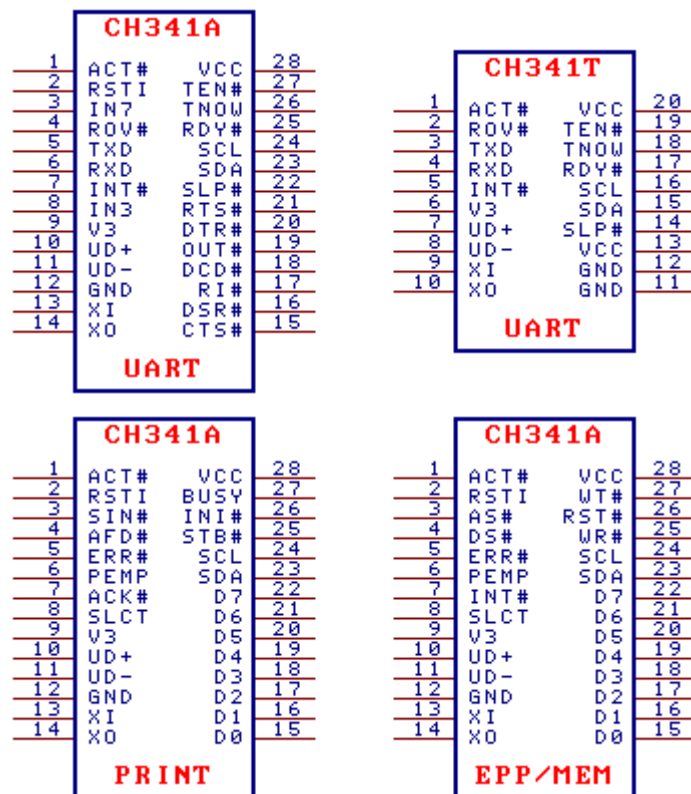 CH341A
1 ACT# VCC 28
2 RSTI TEN# 27
3 IN7 TNOW 26
4 ROV# RDY# 25
5 TXD SCL 24
6 RXD SDA 23
7 INT# SLP# 22
8 IN3 RTS# 21
9 V3 DTR# 20
10 UD+ OUT# 19
11 UD- DCD# 18
12 GND RI# 17
13 XI DSR# 16
14 XO CTS# 15
UART
CH341T
1 ACT# VCC 20
2 ROV# TEN# 19
3 TXD TNOW 18
4 RXD RDY# 17
5 INT# SCL 16
6 V3 SDA 15
7 UD+ SLP# 14
8 UD- VCC 13
9 XI GND 12
10 XO GND 11
UART
CH341A
1 ACT# VCC 28
2 RSTI BUSY 27
3 SIN# INI# 26
4 AFD# STB# 25
5 ERR# SCL 24
6 PEMP SDA 23
7 ACK# D7 22
8 SLCT D6 21
9 V3 D5 20
10 UD+ D4 19
11 UD- D3 18
12 GND D2 17
13 XI D1 16
14 XO D0 15
PRINT
CH341A
1 ACT# VCC 28
2 RSTI WT# 27
3 AS# RST# 26
4 DS# WR# 25
5 ERR# SCL 24
6 PEMP SDA 23
7 INT# D7 22
8 SLCT D6 21
9 V3 D5 20
10 UD+ D4 19
11 UD- D3 18
12 GND D2 17
13 XI D1 16
14 XO D0 15
EPP/MEM